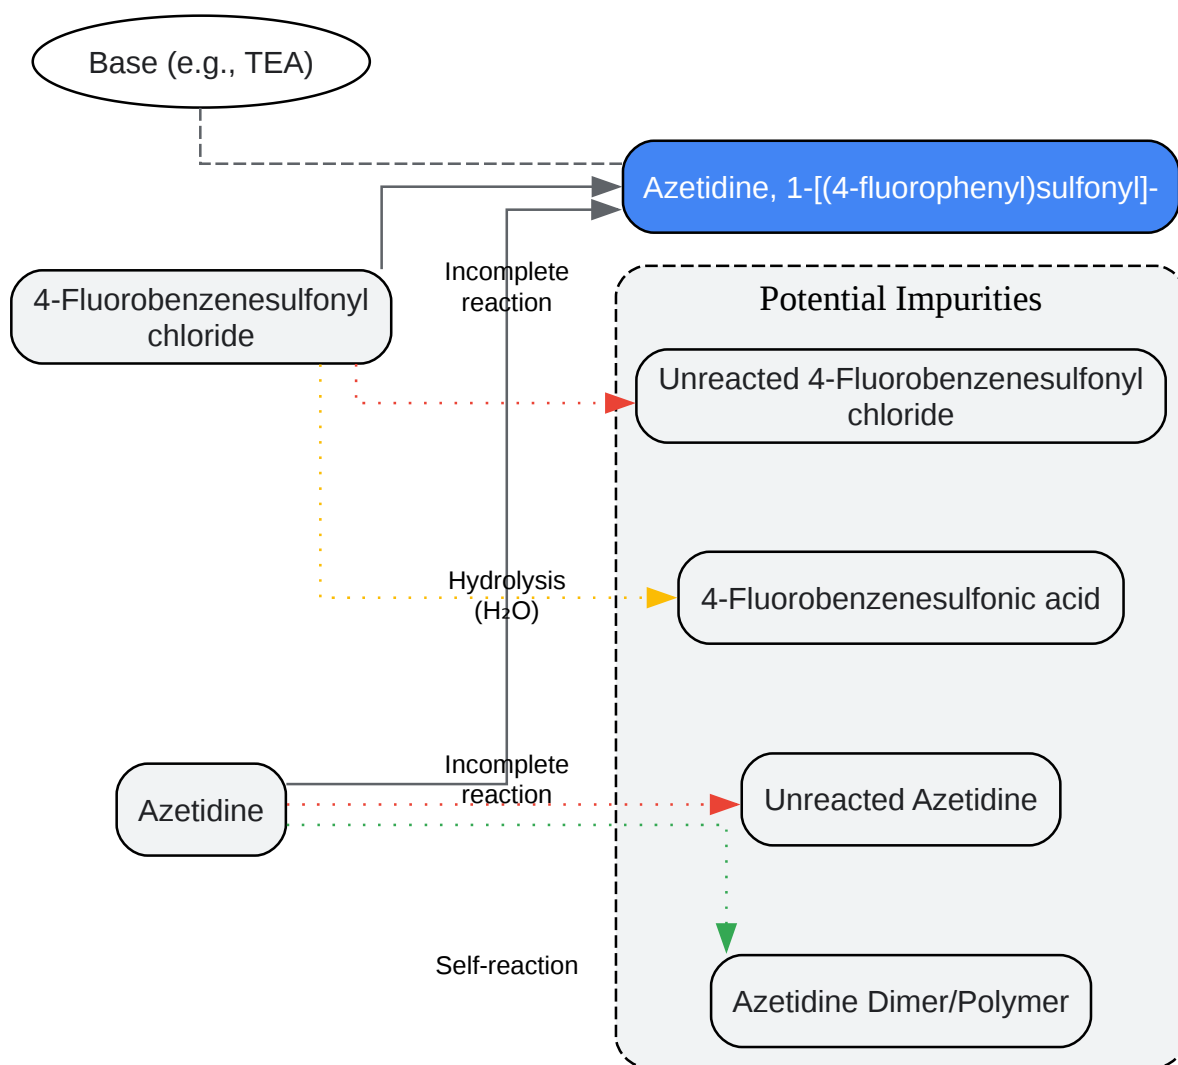 Base (e.g., TEA)
Azetidine, 1-[(4-fluorophenyl)sulfonyl]-
4-Fluorobenzenesulfonyl
chloride
Incomplete
reaction
Potential Impurities
Unreacted 4-Fluorobenzenesulfonyl
chloride
Hydrolysis
(H₂O)
4-Fluorobenzenesulfonic acid
Azetidine
Incomplete
reaction
Unreacted Azetidine
Self-reaction
Azetidine Dimer/Polymer